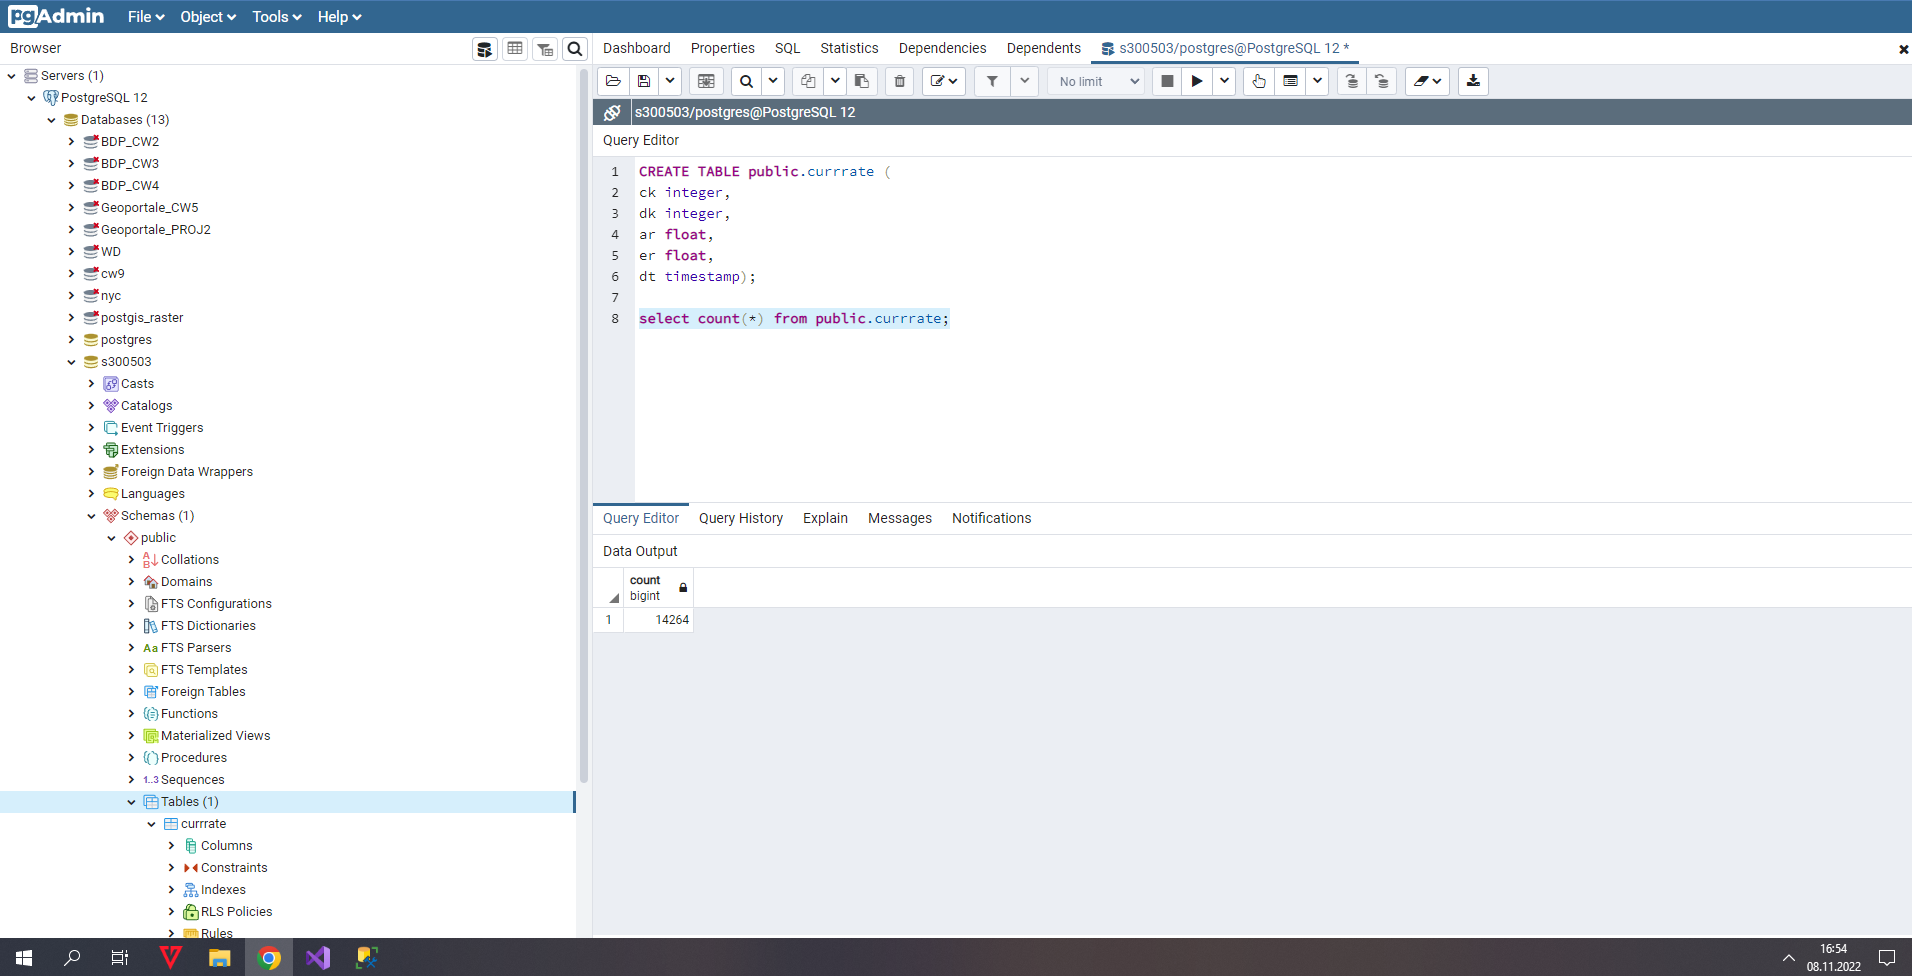 pgAdmin File Object Tools Help
Browser
Dashboard Properties SQL Statistics Dependencies Dependents s300503/postgres@PostgreSQL 12 *
No limit
s300503/postgres@PostgreSQL 12
Servers (1)
PostgreSQL 12
Databases (13)
BDP_CW2
BDP_CW3
BDP_CW4
Geoportale_CW5
Geoportale_PROJ2
WD
cw9
nyc
postgis_raster
postgres
s300503
Casts
Catalogs
Event Triggers
Extensions
Foreign Data Wrappers
Languages
Schemas (1)
public
Collations
Domains
FTS Configurations
FTS Dictionaries
Aa FTS Parsers
FTS Templates
Foreign Tables
Functions
Materialized Views
Procedures
1..3 Sequences
Tables (1)
currrate
Columns
Constraints
Indexes
RLS Policies
Rules
Query Editor
1 CREATE TABLE public.currrate (
2 ck integer,
3 dk integer,
4 ar float,
5 er float,
6 dt timestamp);
7
8 select count(*) from public.currrate;
Query Editor Query History Explain Messages Notifications
Data Output
count
bigint
1 14264
16:54
08.11.2022